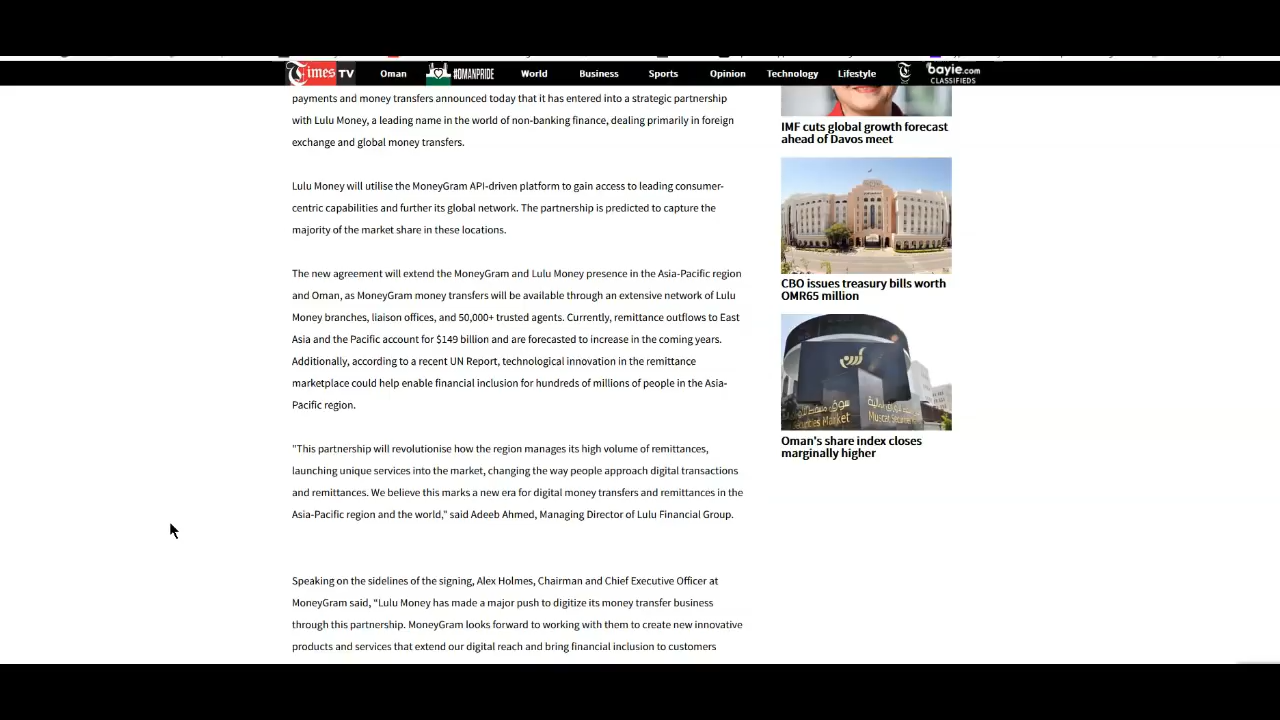 Times TV
Oman
#OMANPRIDE
World
Business
Sports
Opinion
Technology
Lifestyle
bayie.com
CLASSIFIEDS
payments and money transfers announced today that it has entered into a strategic partnership
with Lulu Money, a leading name in the world of non-banking finance, dealing primarily in foreign
exchange and global money transfers.
Lulu Money will utilise the MoneyGram API-driven platform to gain access to leading consumer-
centric capabilities and further its global network. The partnership is predicted to capture the
majority of the market share in these locations.
The new agreement will extend the MoneyGram and Lulu Money presence in the Asia-Pacific region
and Oman, as MoneyGram money transfers will be available through an extensive network of Lulu
Money branches, liaison offices, and 50,000+ trusted agents. Currently, remittance outflows to East
Asia and the Pacific account for $149 billion and are forecasted to increase in the coming years.
Additionally, according to a recent UN Report, technological innovation in the remittance
marketplace could help enable financial inclusion for hundreds of millions of people in the Asia-
Pacific region.
"This partnership will revolutionise how the region manages its high volume of remittances,
launching unique services into the market, changing the way people approach digital transactions
and remittances. We believe this marks a new era for digital money transfers and remittances in the
Asia-Pacific region and the world," said Adeeb Ahmed, Managing Director of Lulu Financial Group.
Speaking on the sidelines of the signing, Alex Holmes, Chairman and Chief Executive Officer at
MoneyGram said, “Lulu Money has made a major push to digitize its money transfer business
through this partnership. MoneyGram looks forward to working with them to create new innovative
products and services that extend our digital reach and bring financial inclusion to customers
IMF cuts global growth forecast
ahead of Davos meet
CBO issues treasury bills worth
OMR65 million
Securities Market
Muscat
Oman's share index closes
marginally higher